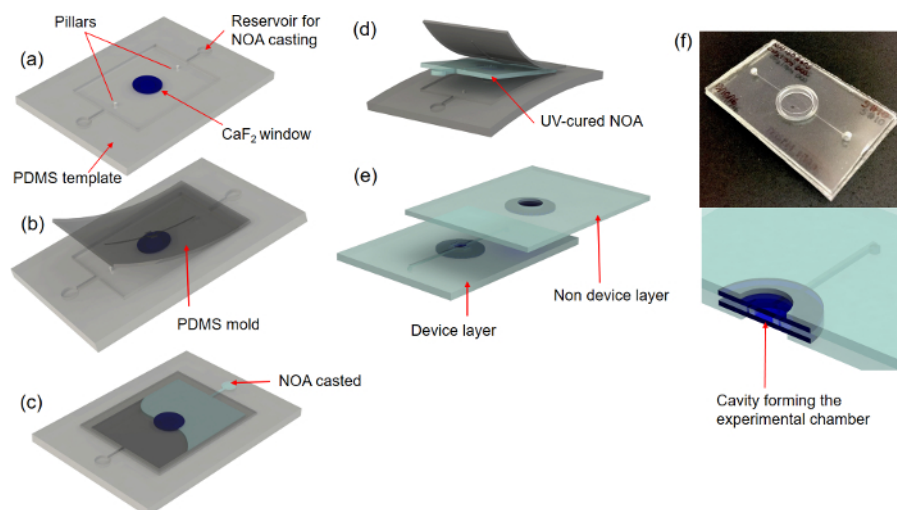 (a)
Pillars
Reservoir for
NOA casting
CaF₂ window
PDMS template
(b)
PDMS mold
(c)
NOA casted
(d)
UV-cured NOA
(e)
Non device layer
Device layer
(f)
Cavity forming the
experimental chamber